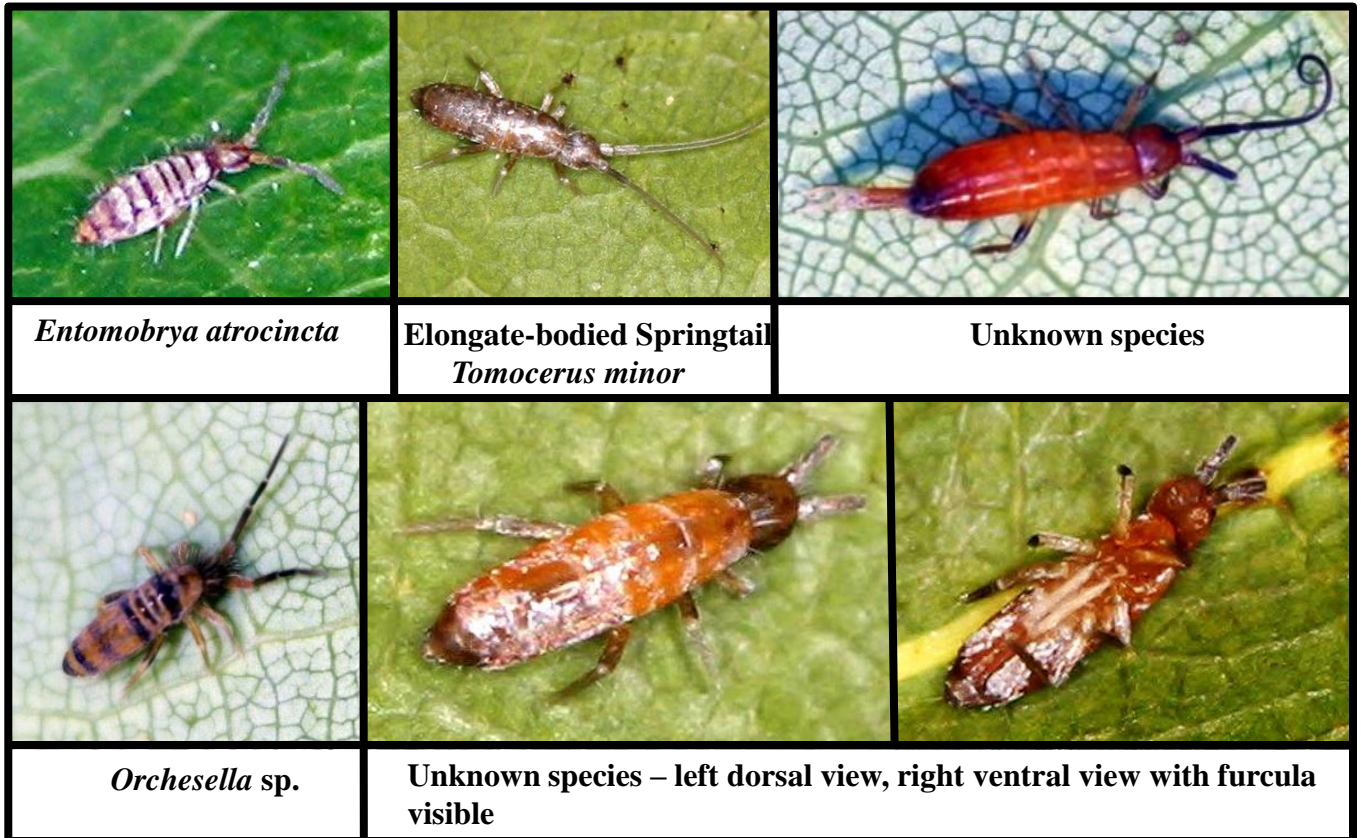 Entomobrya atrocincta
Elongate-bodied Springtail
Tomocerus minor
Unknown species
Orchesella sp.
Unknown species – left dorsal view, right ventral view with furcula
visible